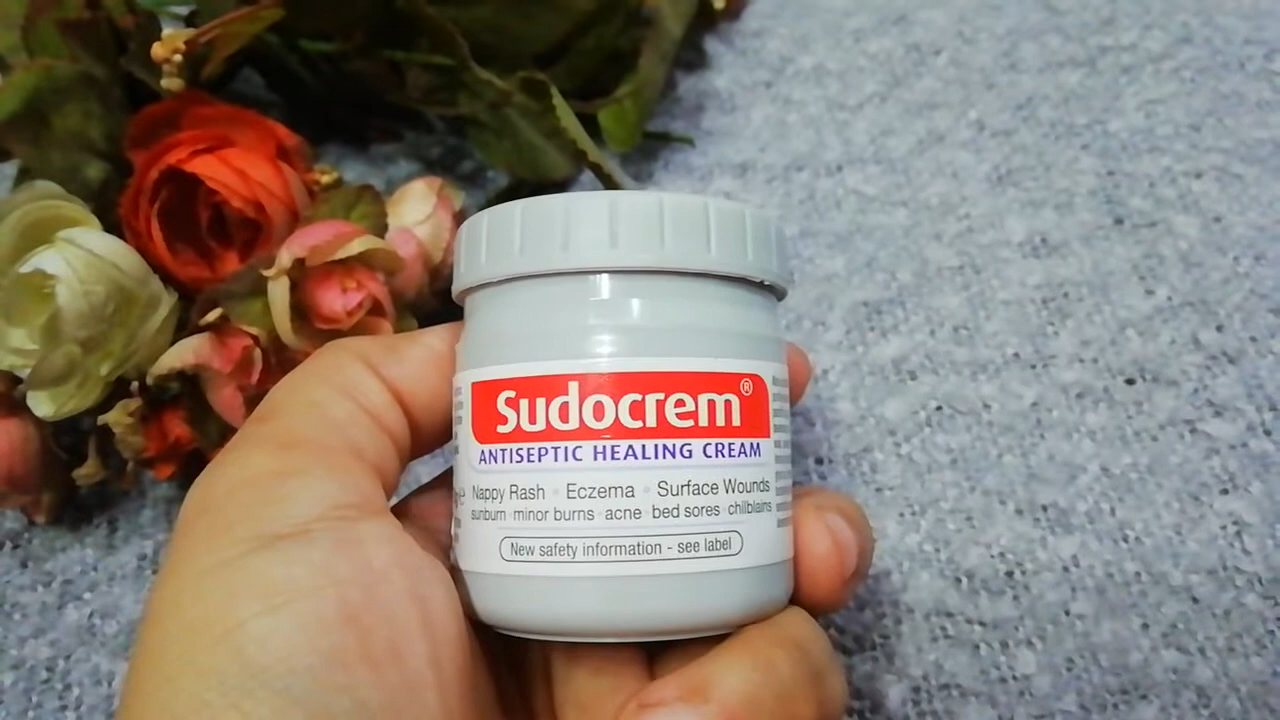 Sudocrem®
ANTISEPTIC HEALING CREAM
Nappy Rash • Eczema • Surface Wounds
sunburn • minor burns • acne • bed sores • chilblains
New safety information - see label